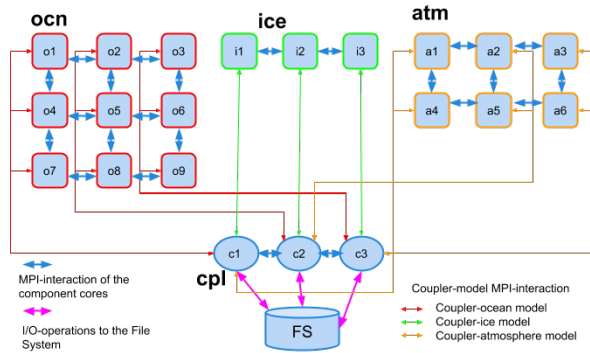 ocn
ice
atm
o1 o2 o3
i1 i2 i3
a1 a2 a3
o4 o5 o6
a4 a5 a6
o7 o8 o9
c1 c2 c3
cpl
MPI-interaction of the
component cores
I/O-operations to the File
System
FS
Coupler-model MPI-interaction
Coupler-ocean model
Coupler-ice model
Coupler-atmosphere model